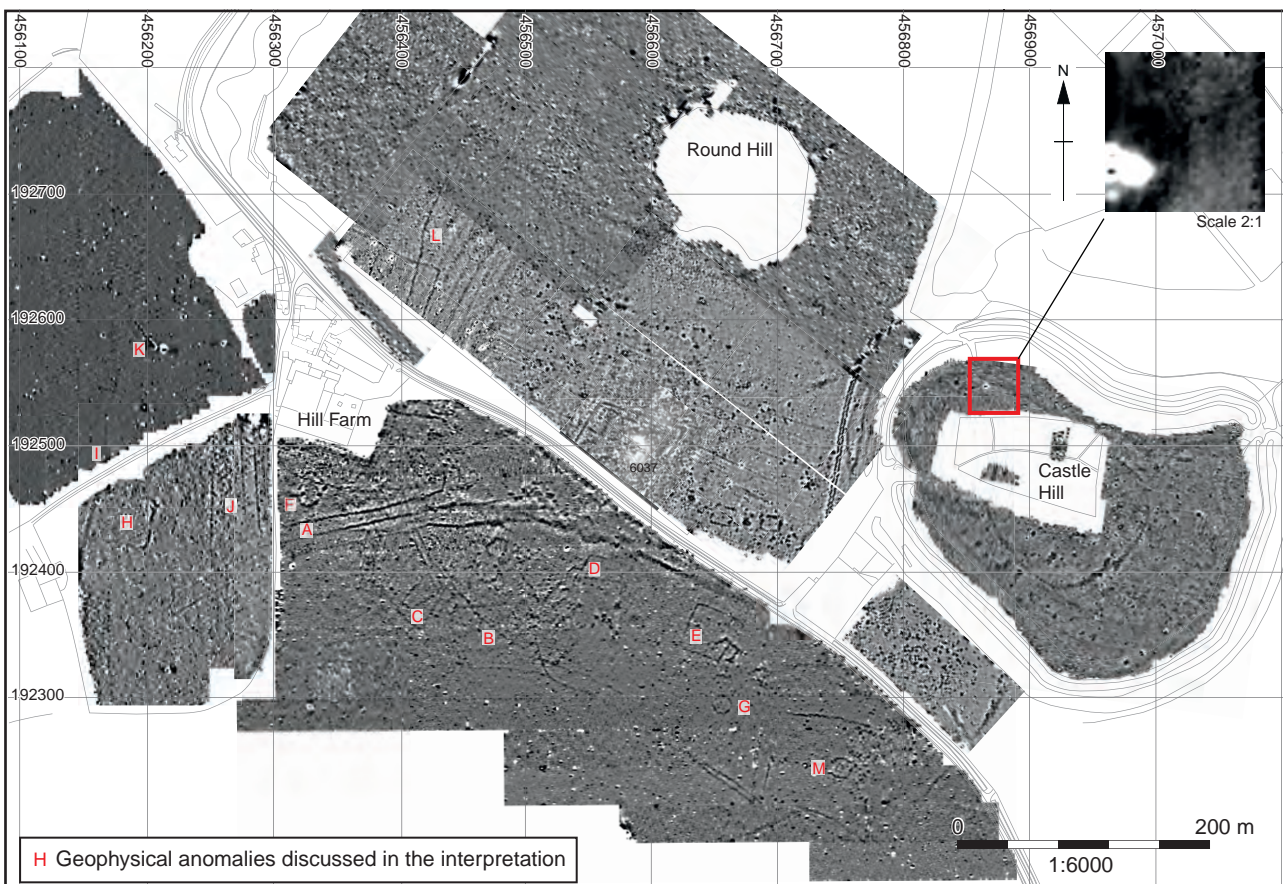 456100
456200
456300
456400
456500
456600
456700
456800
456900
457000
N
Round Hill
192700
Scale 2:1
L
192600
K
Hill Farm
192500
I
6037
Castle
Hill
F
J
H
A
192400
D
C
B
E
192300
G
M
0
200 m
1:6000
H Geophysical anomalies discussed in the interpretation